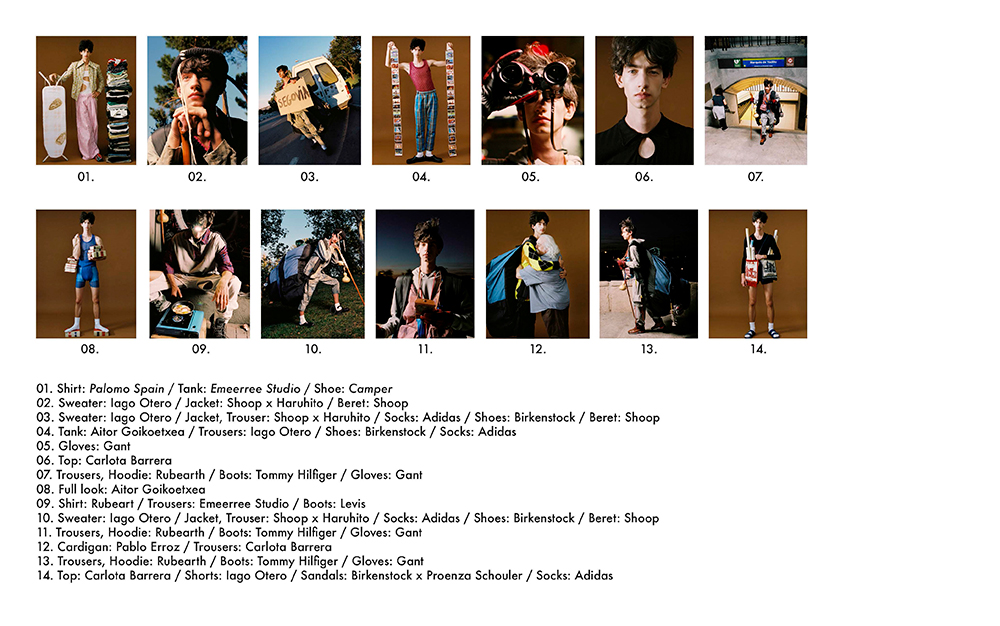 SEGOVIA
01.
02.
03.
04.
05.
06.
07.
08.
09.
10.
11.
12.
13.
14.
01. Shirt: Palomo Spain / Tank: Emeerree Studio / Shoe: Camper
02. Sweater: Iago Otero / Jacket: Shoop x Haruhito / Beret: Shoop
03. Sweater: Iago Otero / Jacket, Trouser: Shoop x Haruhito / Socks: Adidas / Shoes: Birkenstock / Beret: Shoop
04. Tank: Aitor Goikoetxea / Trousers: Iago Otero / Shoes: Birkenstock / Socks: Adidas
05. Gloves: Gant
06. Top: Carlota Barrera
07. Trousers, Hoodie: Rubearth / Boots: Tommy Hilfiger / Gloves: Gant
08. Full look: Aitor Goikoetxea
09. Shirt: Rubeart / Trousers: Emeerree Studio / Boots: Levis
10. Sweater: Iago Otero / Jacket, Trouser: Shoop x Haruhito / Socks: Adidas / Shoes: Birkenstock / Beret: Shoop
11. Trousers, Hoodie: Rubearth / Boots: Tommy Hilfiger / Gloves: Gant
12. Cardigan: Pablo Erroz / Trousers: Carlota Barrera
13. Trousers, Hoodie: Rubearth / Boots: Tommy Hilfiger / Gloves: Gant
14. Top: Carlota Barrera / Shorts: Iago Otero / Sandals: Birkenstock x Proenza Schouler / Socks: Adidas